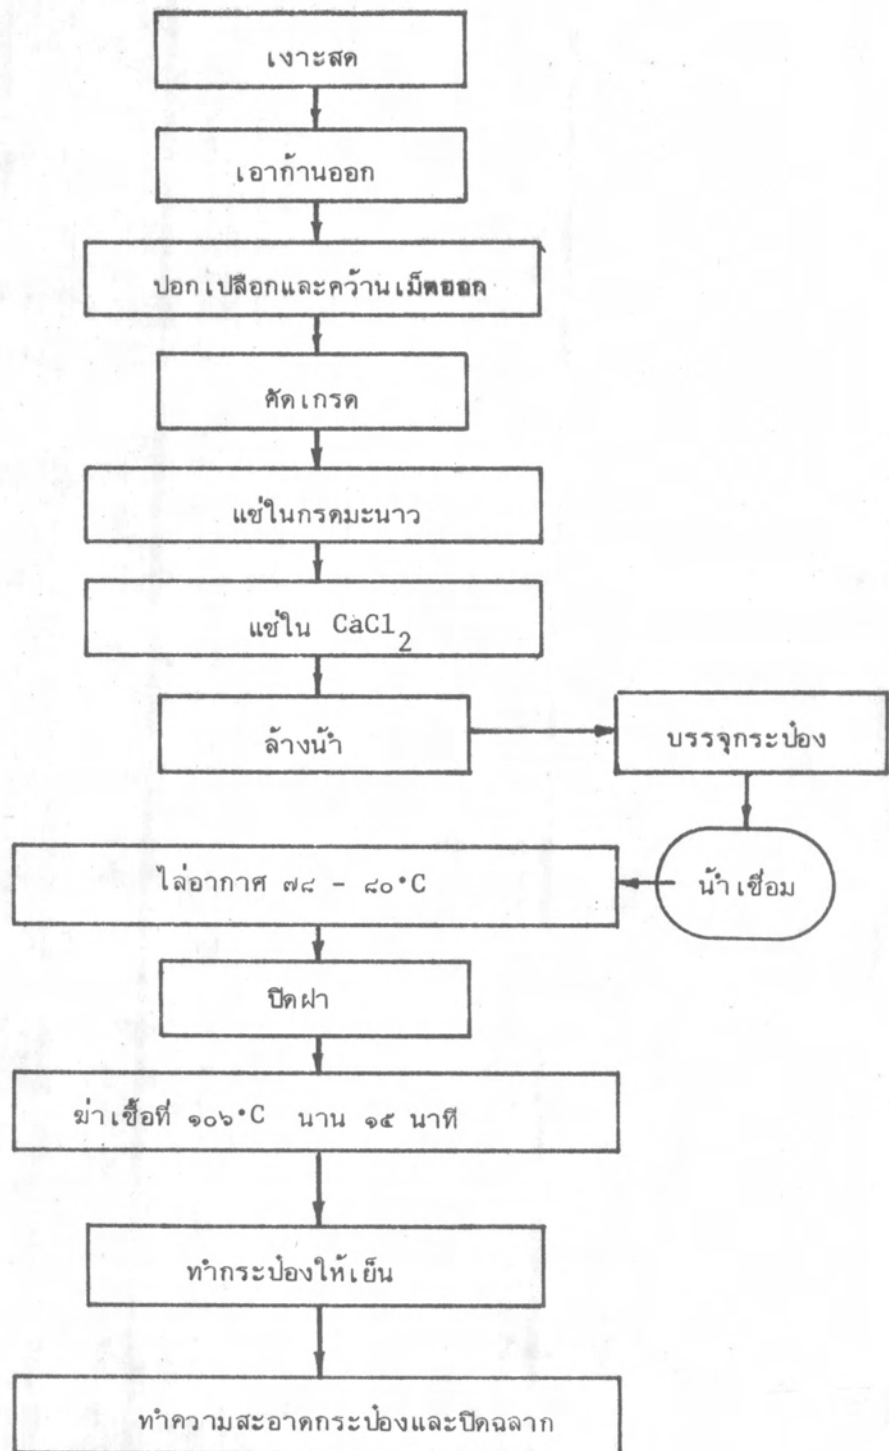 เงาะสด
เอาก้านออก
ปอกเปลือกและคว้านเม็ดออก
คัดเกรด
แช่ในกรดมะนาว
แช่ใน CaCl2
ล้างน้ำ
บรรจุกระป๋อง
น้ำเชื่อม
ไล่อากาศ ๗๘ - ๘๐°C
ปิดฝา
ฆ่าเชื้อที่ ๑๐๖°C นาน ๑๕ นาที
ทำกระป๋องให้เย็น
ทำความสะอาดกระป๋องและปิดฉลาก